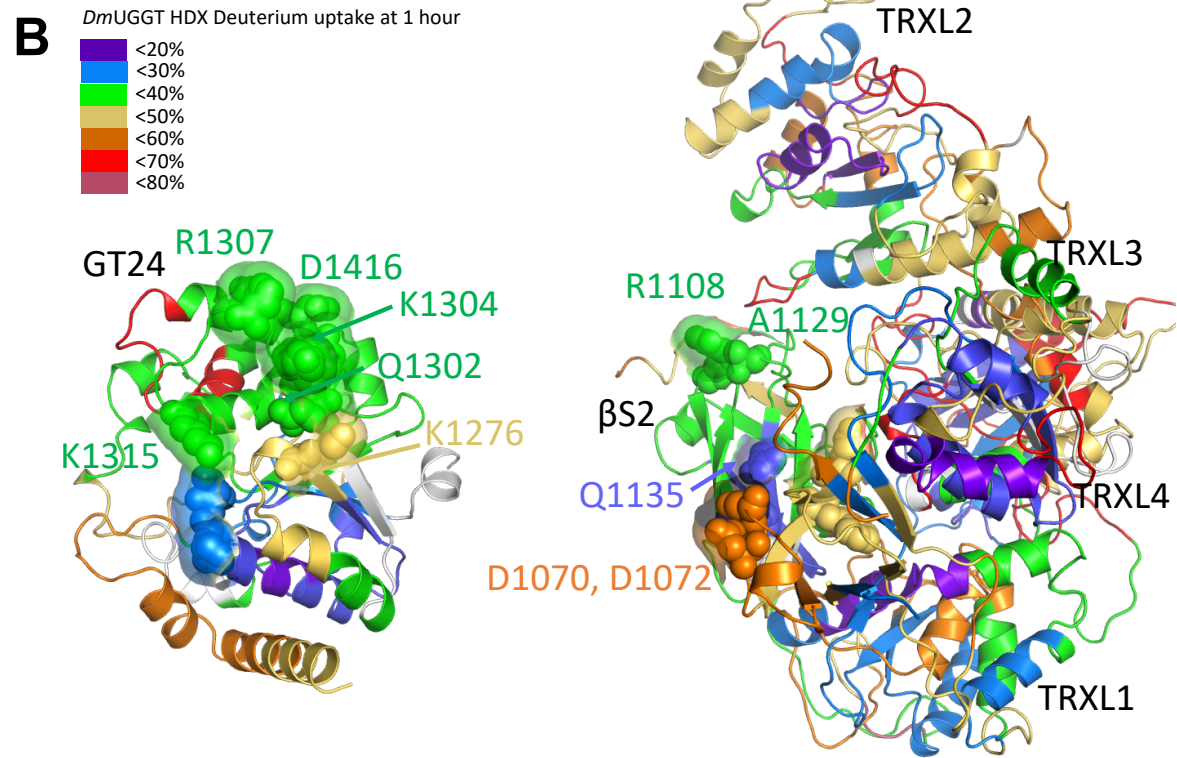 B
DmUGGT HDX Deuterium uptake at 1 hour
<20%
<30%
<40%
<50%
<60%
<70%
<80%
TRXL2
R1307
GT24
D1416
K1304
Q1302
K1276
K1315
TRXL3
R1108
A1129
βS2
Q1135
TRXL4
D1070, D1072
TRXL1